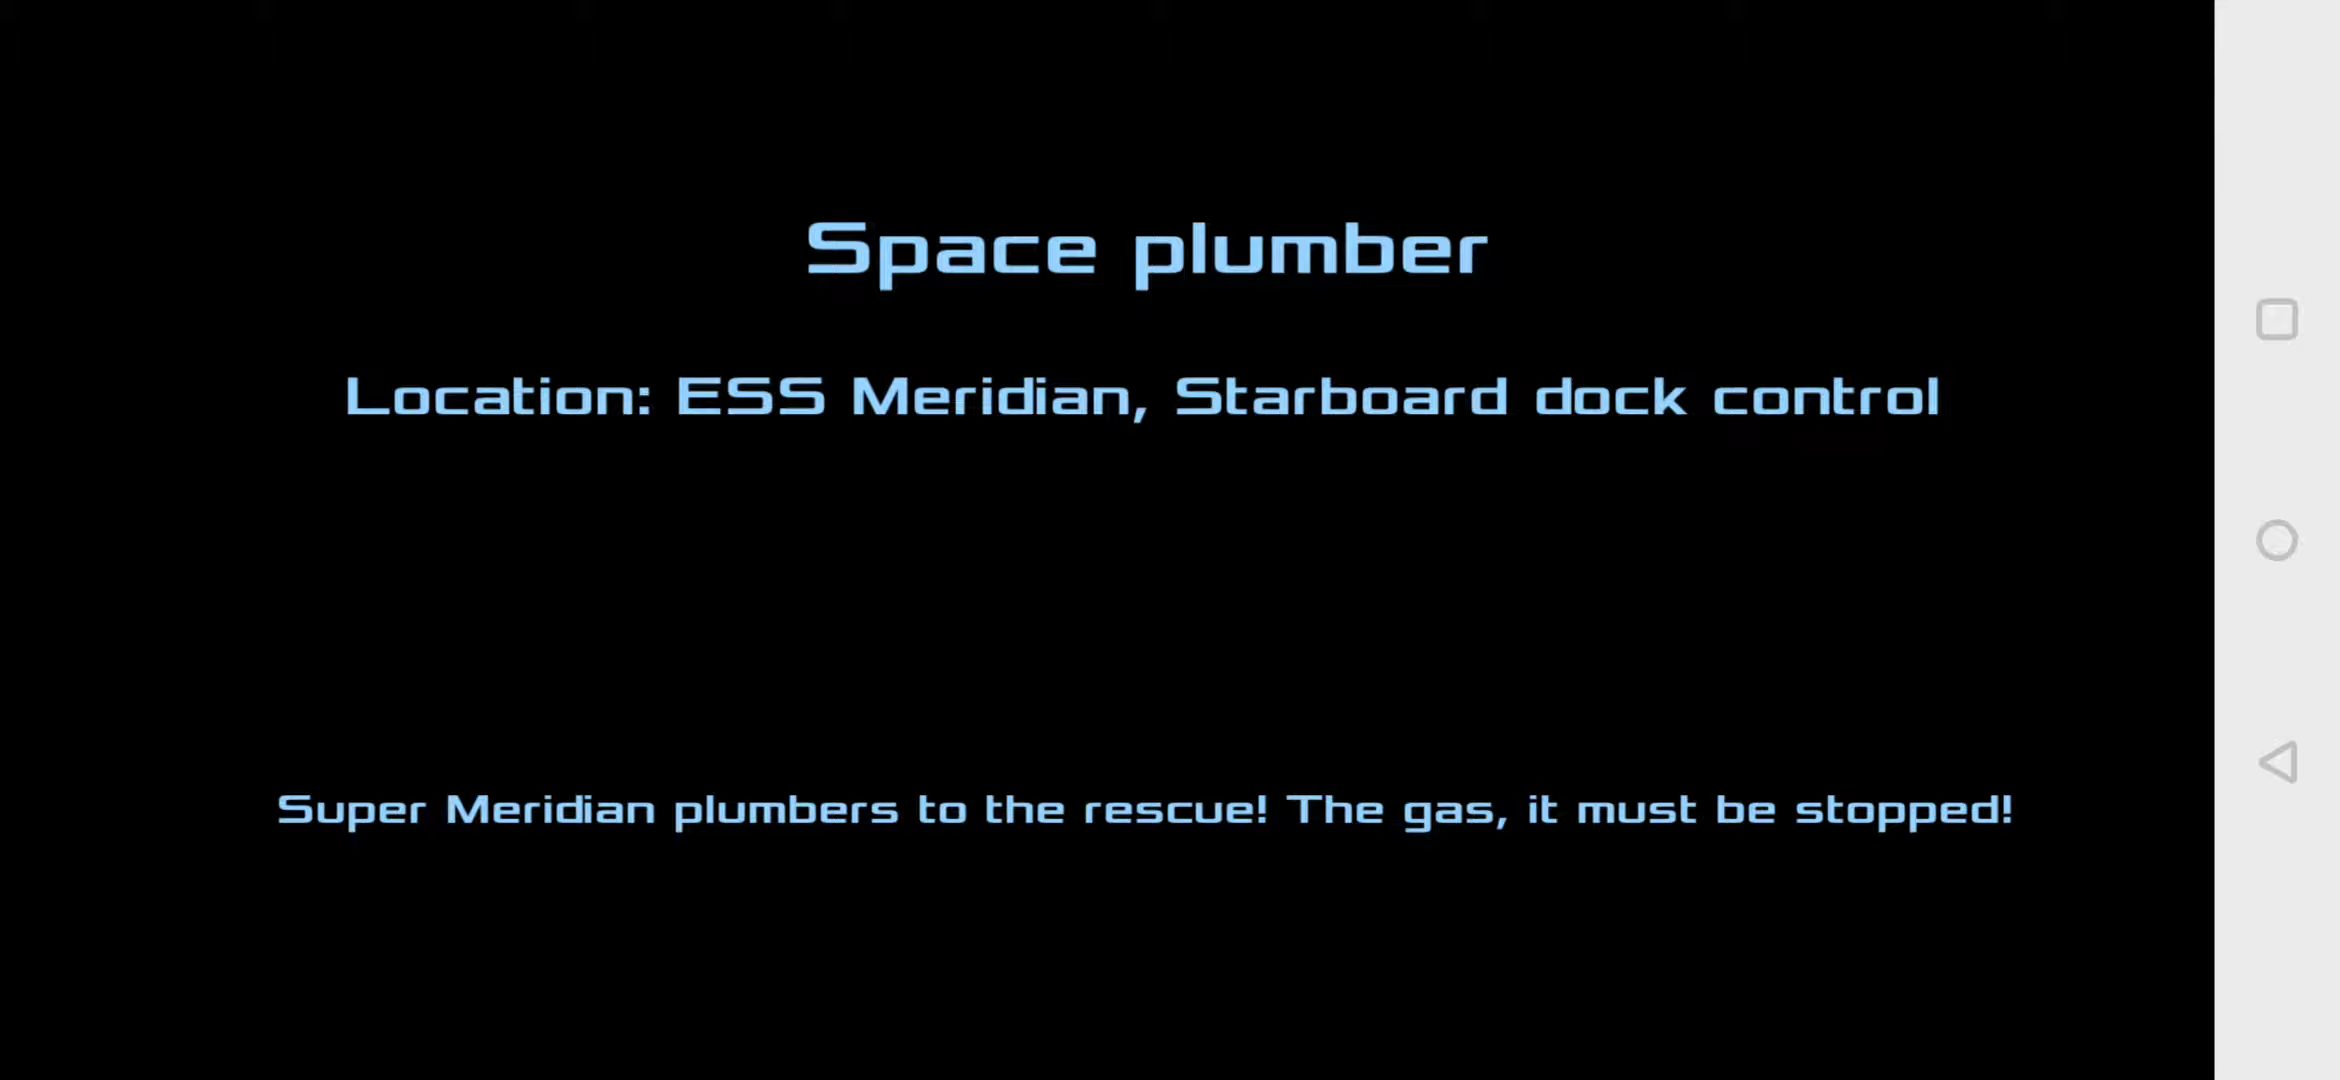 Space plumber
Location: ESS Meridian, Starboard dock control
Super Meridian plumbers to the rescue! The gas, it must be stopped!